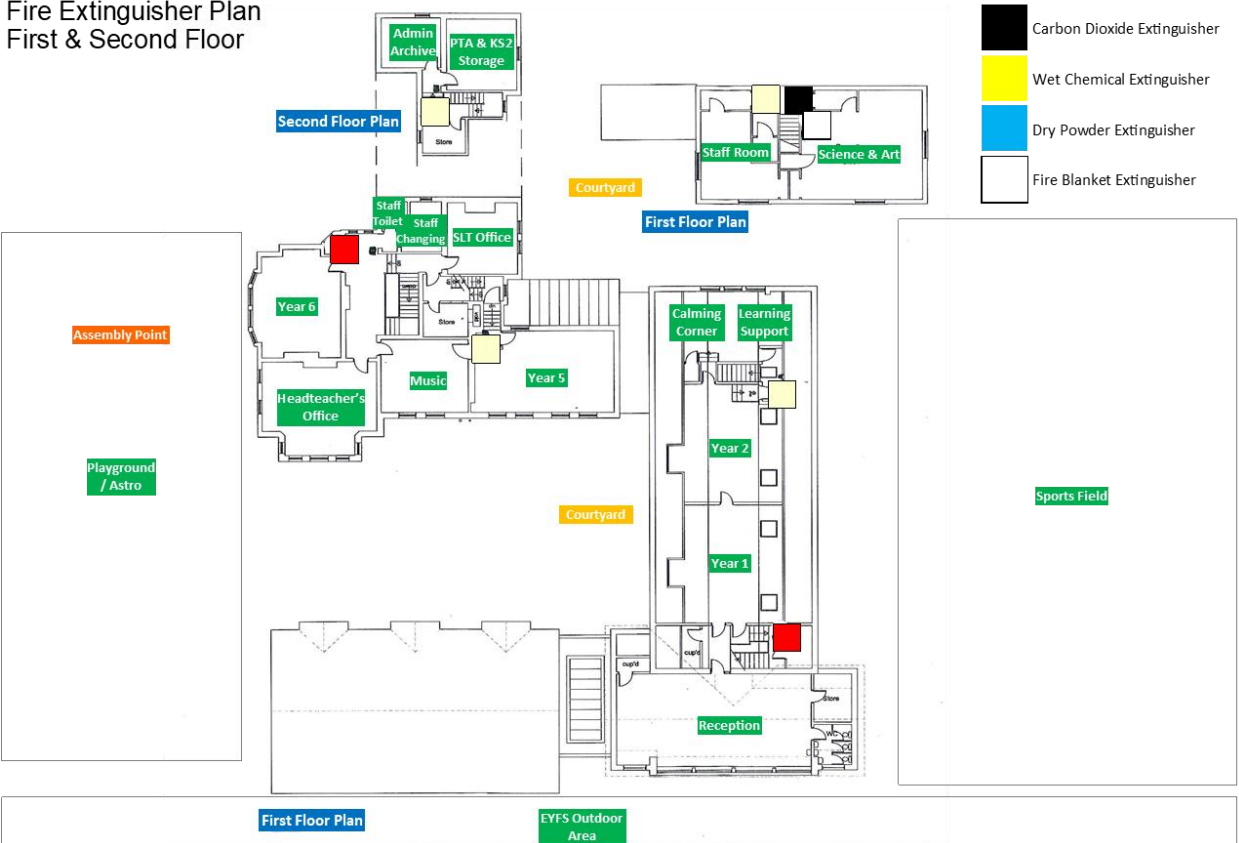 Fire Extinguisher Plan
First & Second Floor
Carbon Dioxide Extinguisher
Wet Chemical Extinguisher
Dry Powder Extinguisher
Fire Blanket Extinguisher
Admin
Archive
PTA & KS2
Storage
Second Floor Plan
Store
Staff Room
Science & Art
Courtyard
First Floor Plan
Staff
Toilet
Staff
Changing
SLT Office
Year 6
Store
Assembly Point
Music
Year 5
Headteacher's
Office
Calming
Corner
Learning
Support
Year 2
Playground
/ Astro
Sports Field
Courtyard
Year 1
cup'd
cup'd
Store
Reception
WC
First Floor Plan
EYFS Outdoor
Area